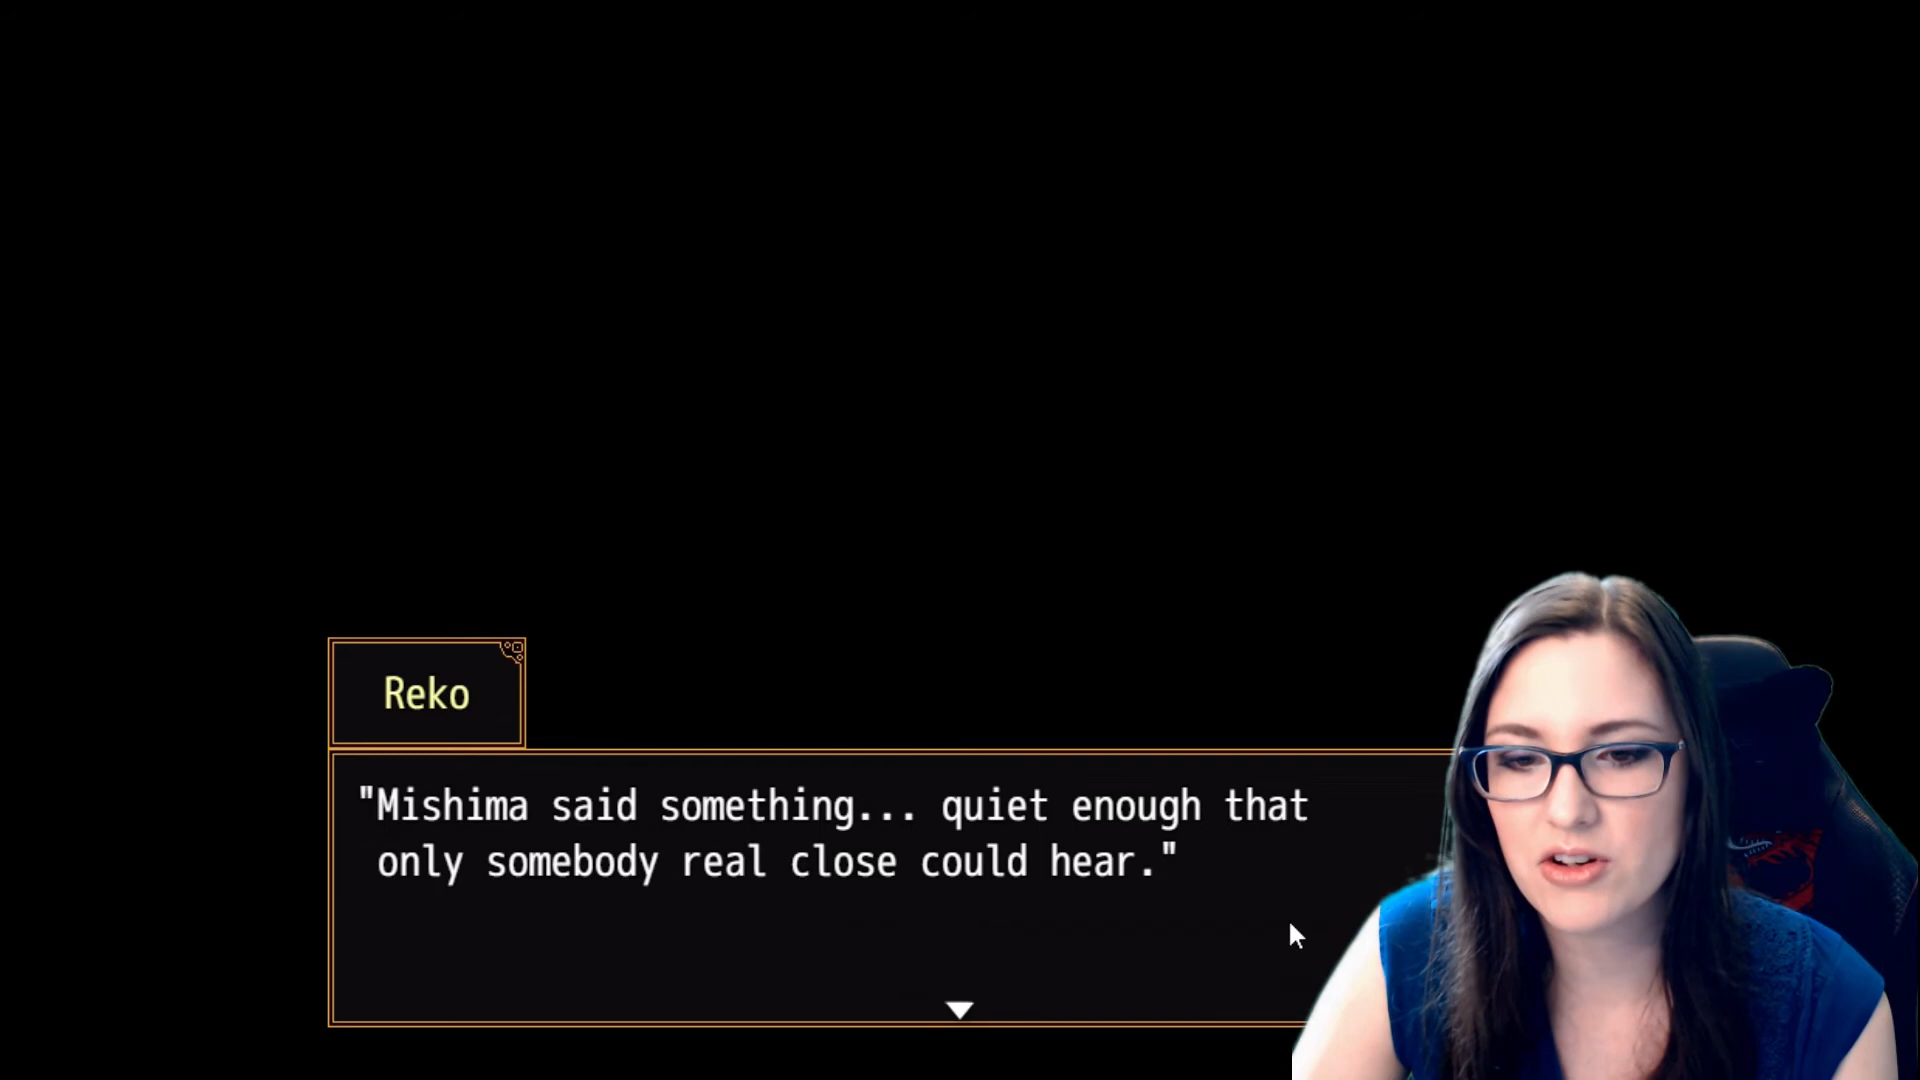 Reko
"Mishima said something... quiet enough that
only somebody real close could hear."